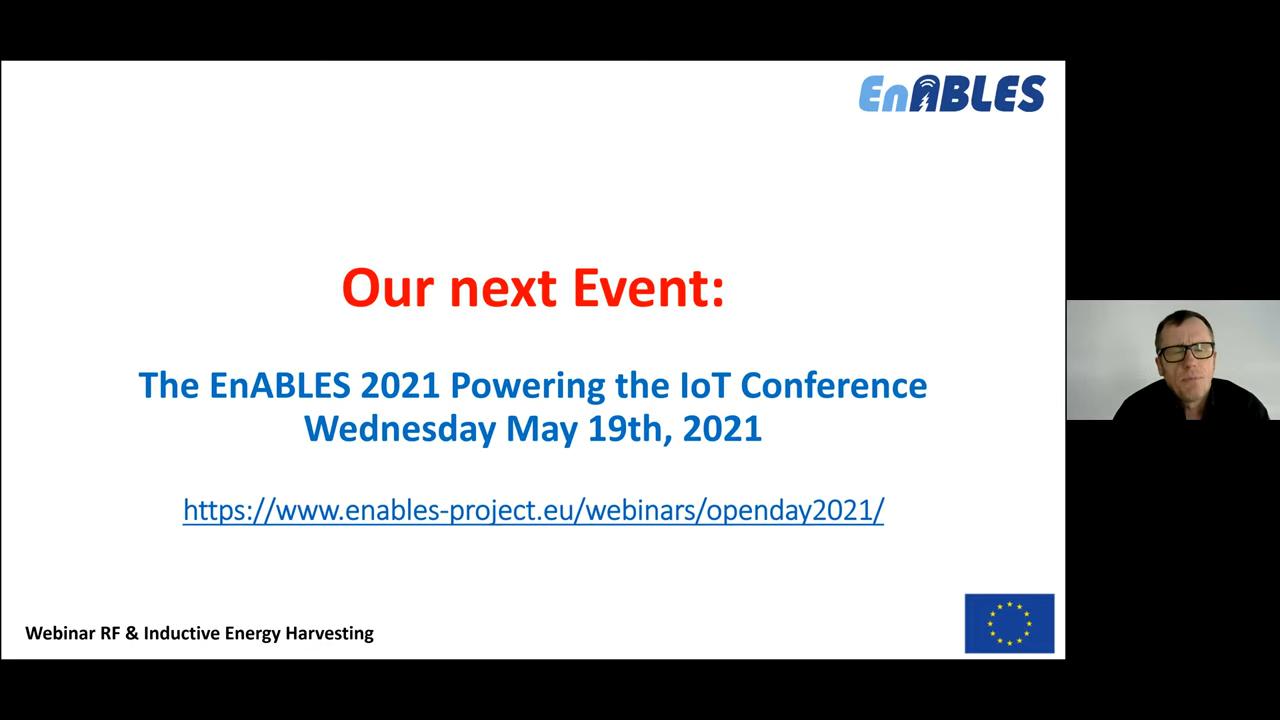 EnABLES
Our next Event:
The EnABLES 2021 Powering the IoT Conference
Wednesday May 19th, 2021
https://www.enables-project.eu/webinars/openday2021/
Webinar RF & Inductive Energy Harvesting